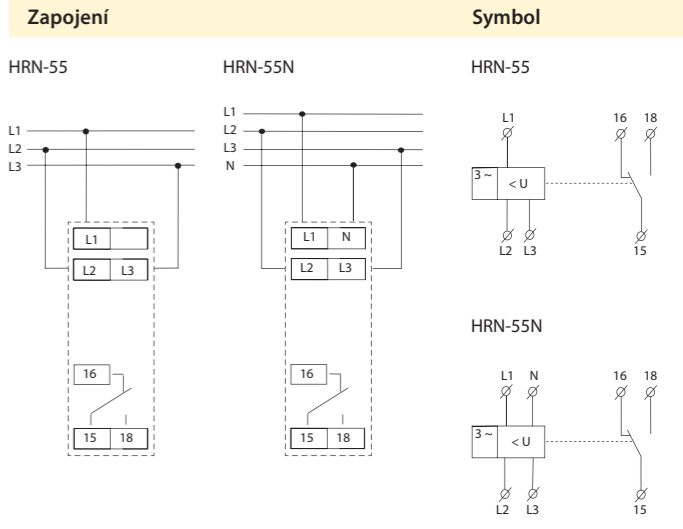 Zapojení
Symbol
HRN-55
HRN-55N
HRN-55
L1
L2
L3
L1
L2 L3
16
15 18
L1
L2
L3
N
L1 N
L2 L3
16
15 18
L1 16 18
3 ~ < U
L2 L3 15
HRN-55N
L1 N 16 18
3 ~ < U
L2 L3 15